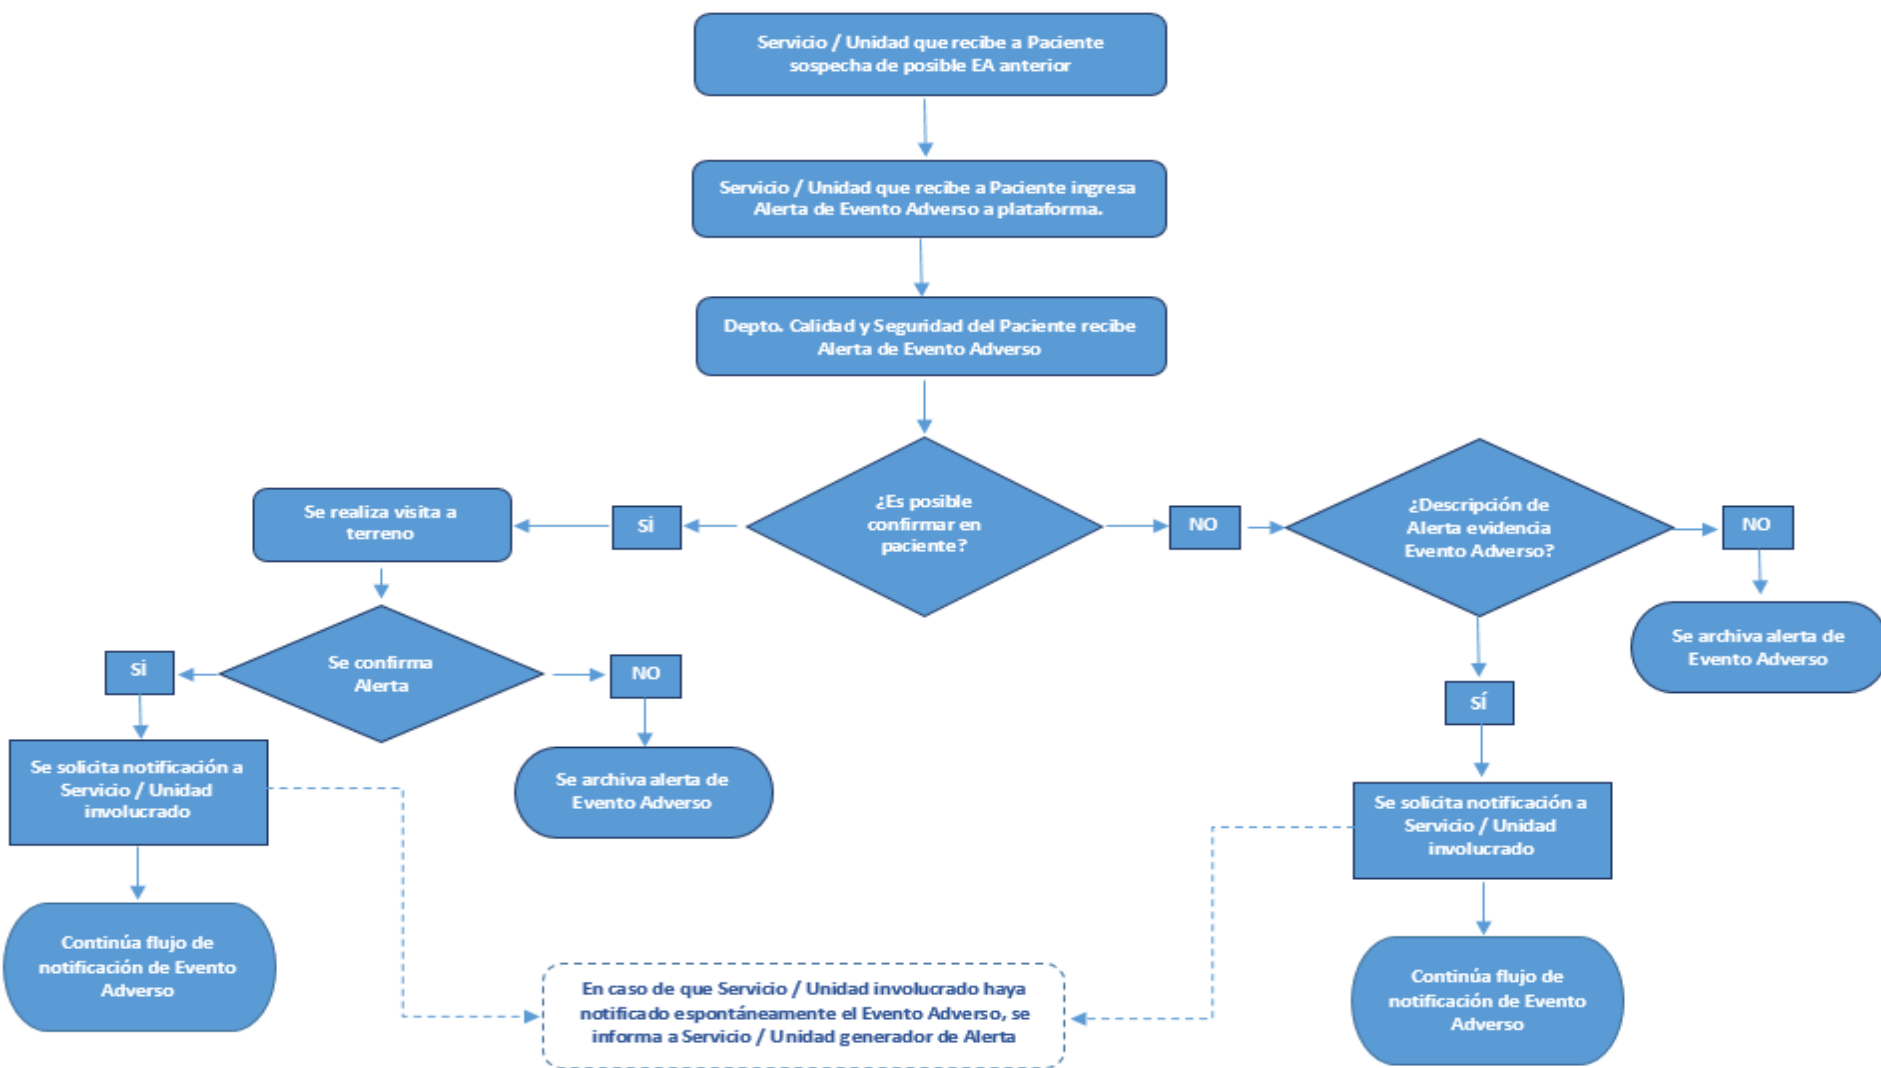 Servicio / Unidad que recibe a Paciente
sospecha de posible EA anterior
Servicio / Unidad que recibe a Paciente ingresa
Alerta de Evento Adverso a plataforma.
Depto. Calidad y Seguridad del Paciente recibe
Alerta de Evento Adverso
¿Es posible
confirmar en
paciente?
SÍ
Se realiza visita a
terreno
NO
¿Descripción de
Alerta evidencia
Evento Adverso?
NO
Se archiva alerta de
Evento Adverso
Se confirma
Alerta
SÍ
NO
Se archiva alerta de
Evento Adverso
SÍ
Se solicita notificación a
Servicio / Unidad
involucrado
Se solicita notificación a
Servicio / Unidad
involucrado
Continúa flujo de
notificación de Evento
Adverso
En caso de que Servicio / Unidad involucrado haya
notificado espontáneamente el Evento Adverso, se
informa a Servicio / Unidad generador de Alerta
Continúa flujo de
notificación de Evento
Adverso